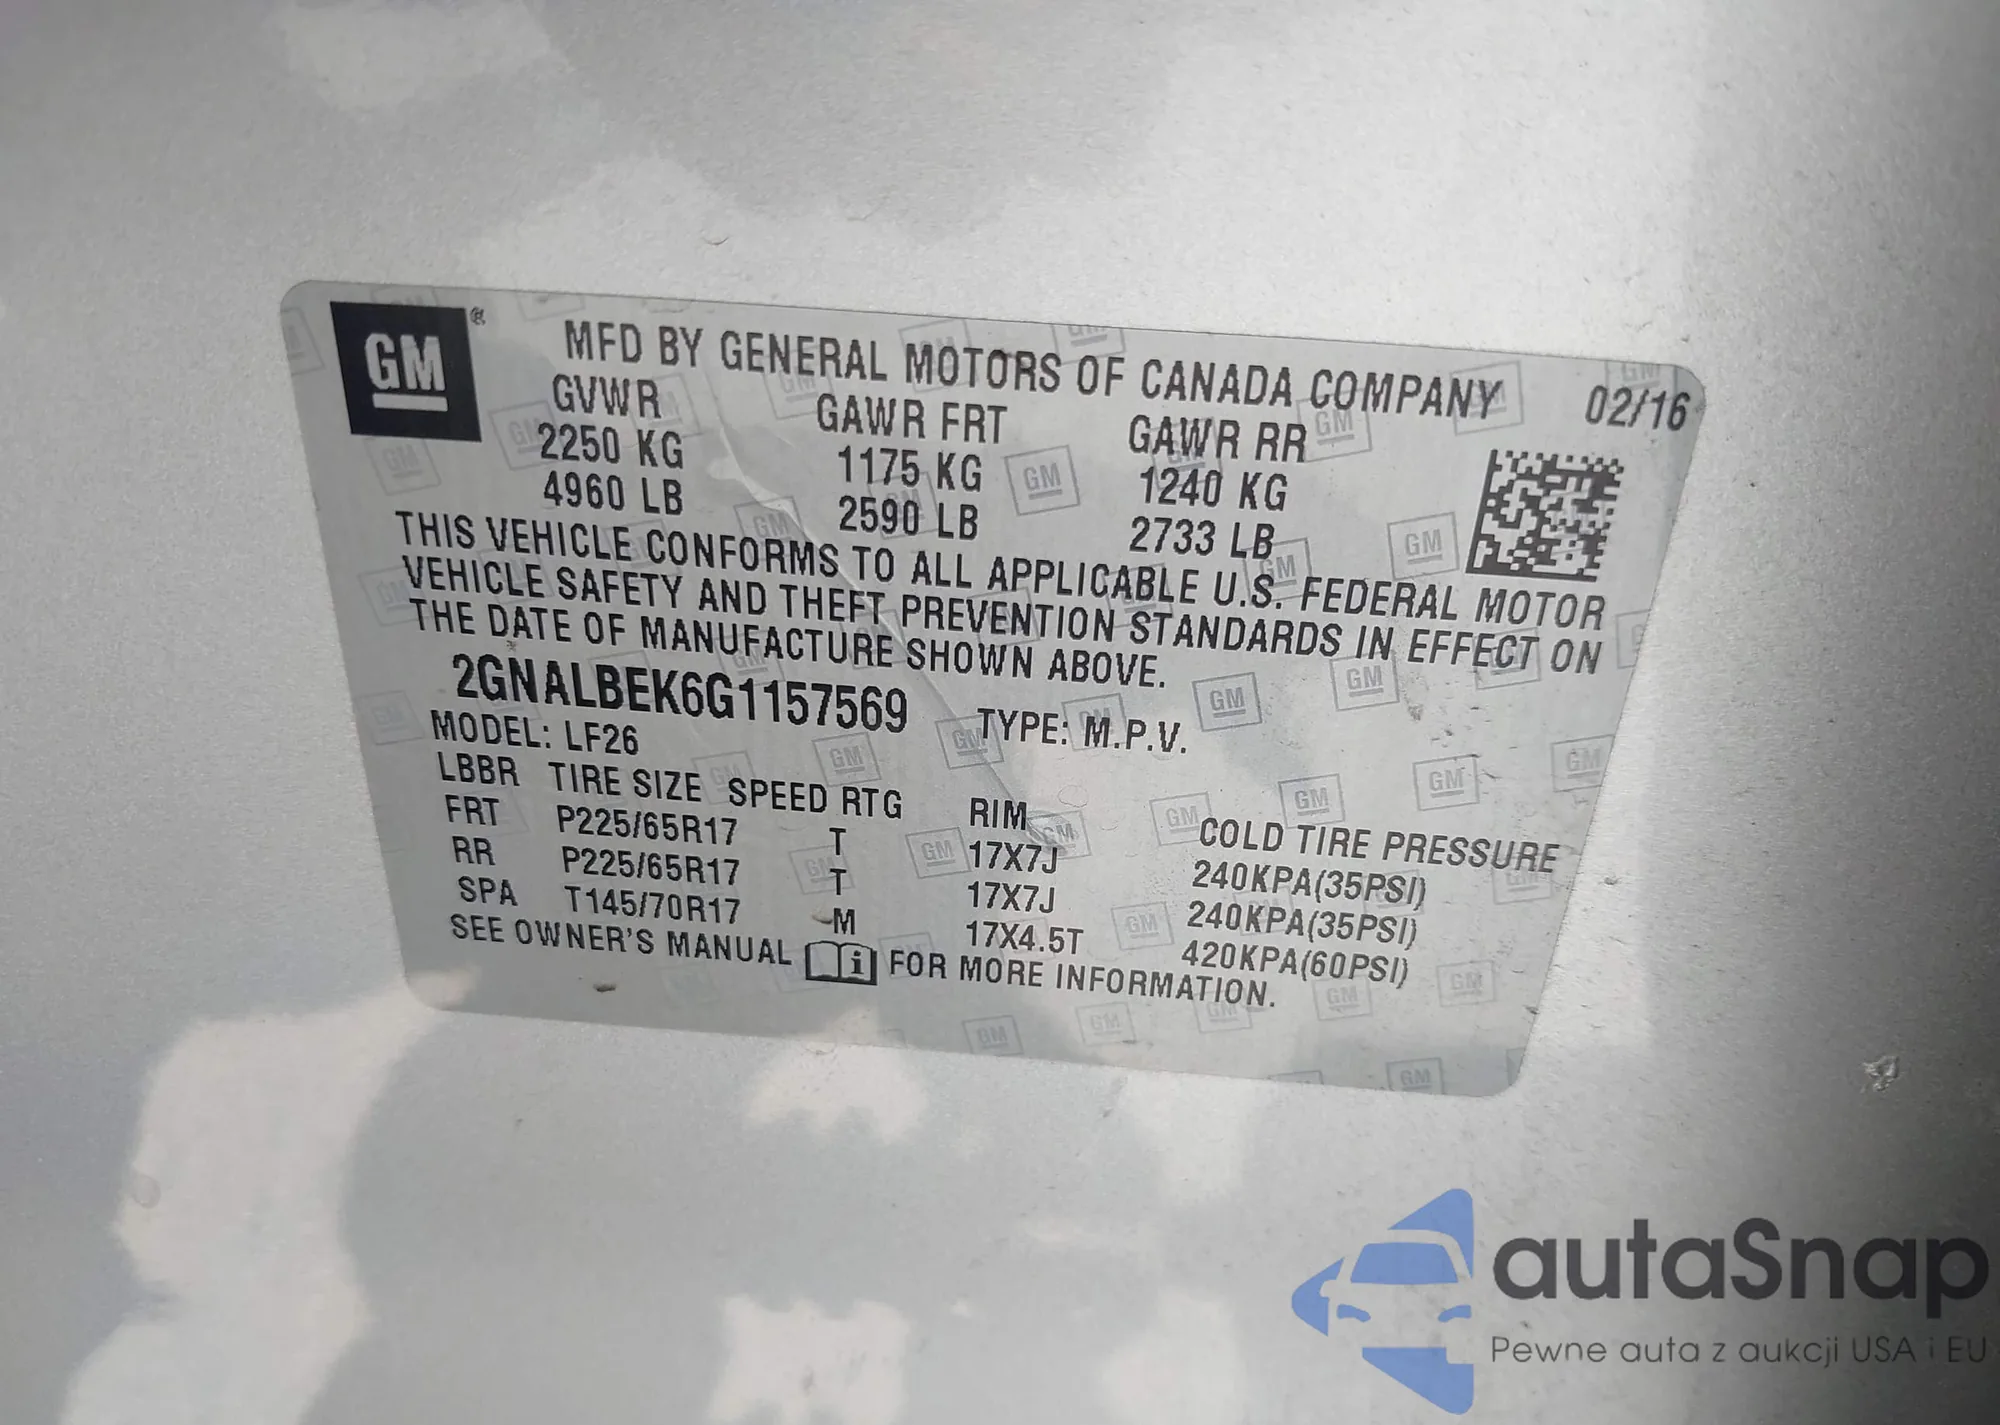 GM®
MFD BY GENERAL MOTORS OF CANADA COMPANY 02/16
GVWR GAWR FRT GAWR RR
2250 KG 1175 KG 1240 KG
4960 LB 2590 LB 2733 LB
THIS VEHICLE CONFORMS TO ALL APPLICABLE U.S. FEDERAL MOTOR
VEHICLE SAFETY AND THEFT PREVENTION STANDARDS IN EFFECT ON
THE DATE OF MANUFACTURE SHOWN ABOVE.
2GNALBEK6G1157569 TYPE: M.P.V.
MODEL: LF26
LBBR TIRE SIZE SPEED RTG RIM COLD TIRE PRESSURE
FRT P225/65R17 T 17X7J 240KPA(35PSI)
RR P225/65R17 T 17X7J 240KPA(35PSI)
SPA T145/70R17 M 17X4.5T 420KPA(60PSI)
SEE OWNER'S MANUAL i FOR MORE INFORMATION.
autaSnap
Pewne auta z aukcji USA i EU